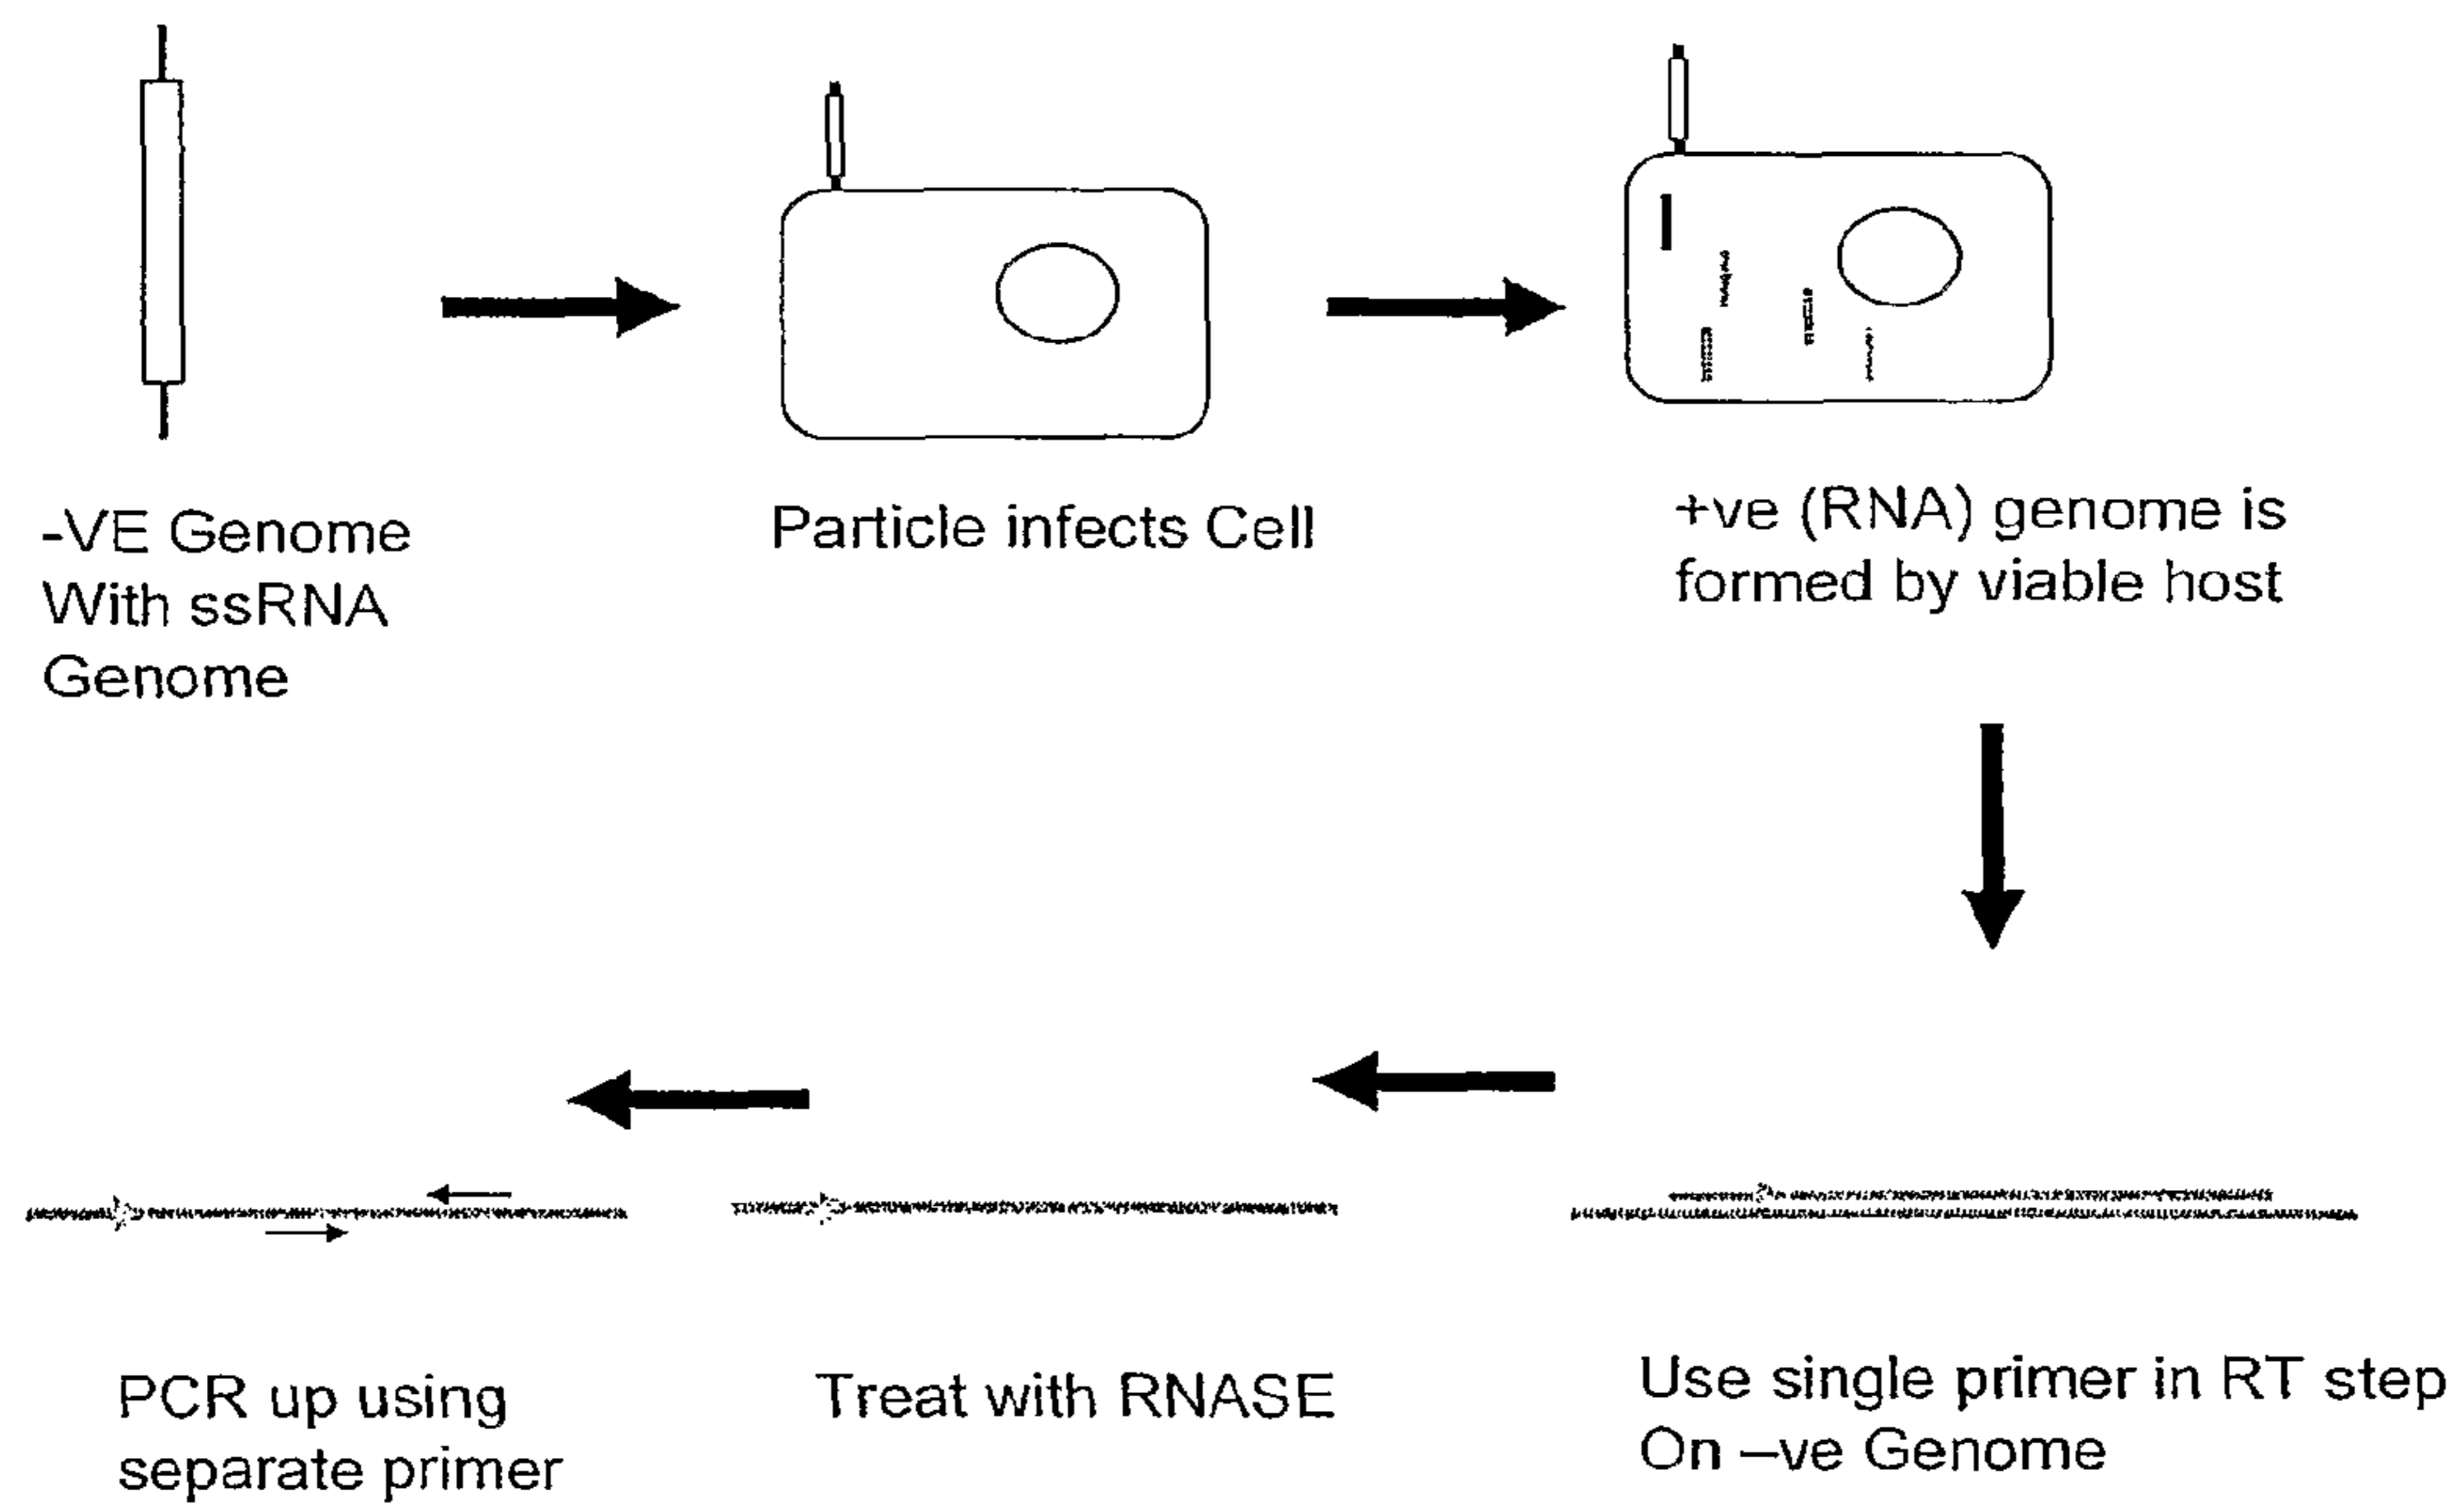 -VE Genome
With ssRNA
Genome
Particle infects Cell
+ve (RNA) genome is
formed by viable host
Use single primer in RT step
On –ve Genome
Treat with RNASE
PCR up using
separate primer